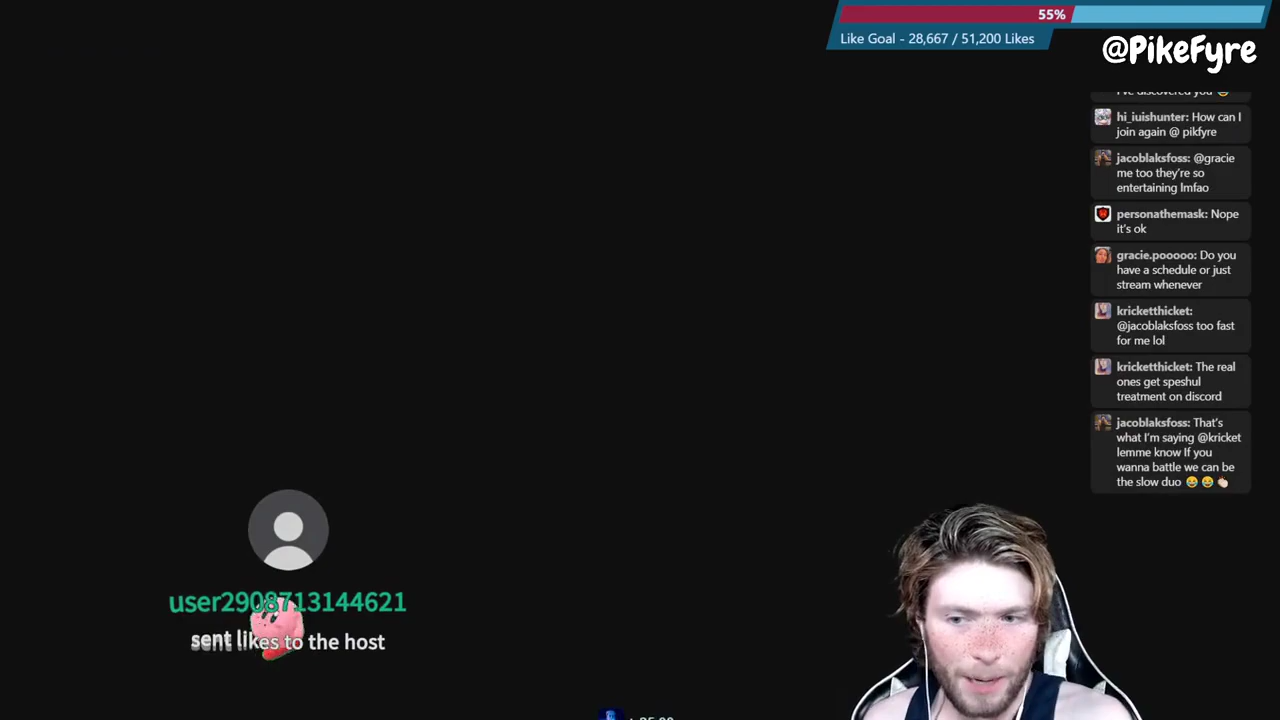 55%
Like Goal - 28,667 / 51,200 Likes
@PikeFyre
I've discovered you
hi_iuishunter: How can I
join again @ pikfyre
jacoblaksfoss: @gracie
me too they're so
entertaining lmfao
personathemask: Nope
it's ok
gracie.pooooo: Do you
have a schedule or just
stream whenever
kricketthicket:
@jacoblaksfoss too fast
for me lol
kricketthicket: The real
ones get speshul
treatment on discord
jacoblaksfoss: That's
what I'm saying @kricket
lemme know If you
wanna battle we can be
the slow duo 😂 😂 👏🏻
user2908713144621
sent likes to the host